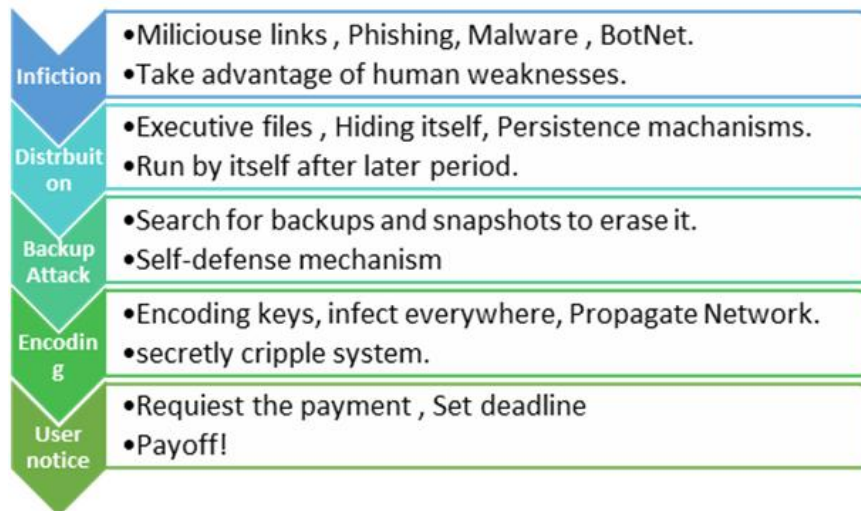 Infiction
•Miliciouse links , Phishing, Malware , BotNet.
•Take advantage of human weaknesses.
Distrbuit
on
•Executive files , Hiding itself, Persistence machanisms.
•Run by itself after later period.
Backup
Attack
•Search for backups and snapshots to erase it.
•Self-defense mechanism
Encodin
g
•Encoding keys, infect everywhere, Propagate Network.
•secretly cripple system.
User
notice
•Requiest the payment , Set deadline
•Payoff!